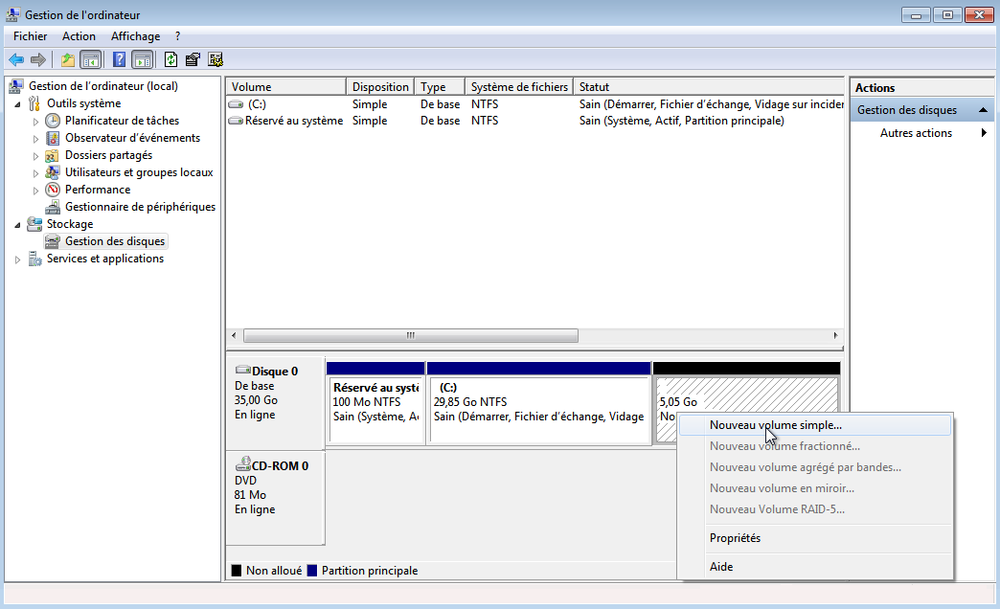 Gestion de l'ordinateur
Fichier Action Affichage ?
Gestion de l'ordinateur (local)
Outils système
Planificateur de tâches
Observateur d'événements
Dossiers partagés
Utilisateurs et groupes locaux
Performance
Gestionnaire de périphériques
Stockage
Gestion des disques
Services et applications
Volume Disposition Type Système de fichiers Statut
(C:) Simple De base NTFS Sain (Démarrer, Fichier d'échange, Vidage sur incider
Réservé au système Simple De base NTFS Sain (Système, Actif, Partition principale)
Actions
Gestion des disques
Autres actions
Disque 0
De base
35,00 Go
En ligne
Réservé au systè
100 Mo NTFS
Sain (Système, A
(C:)
29,85 Go NTFS
Sain (Démarrer, Fichier d'échange, Vidage
5,05 Go
No
CD-ROM 0
DVD
81 Mo
En ligne
Nouveau volume simple...
Nouveau volume fractionné...
Nouveau volume agrégé par bandes...
Nouveau volume en miroir...
Nouveau Volume RAID-5...
Propriétés
Aide
Non alloué Partition principale